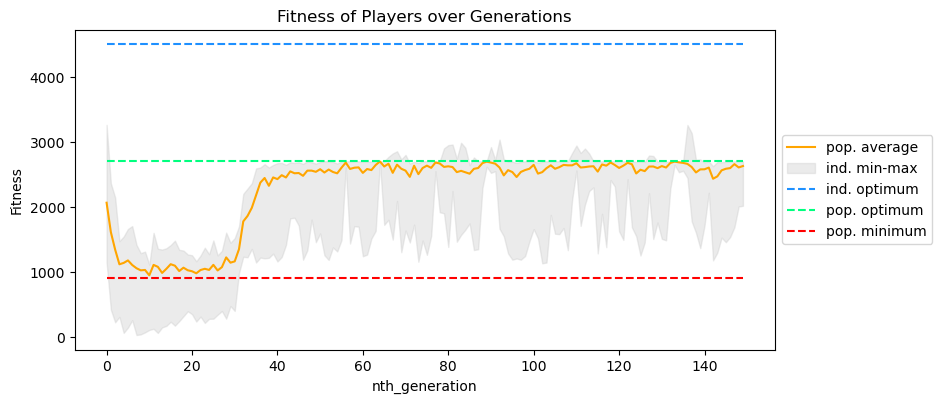 Fitness of Players over Generations
Fitness
4000
3000
2000
1000
0
0 20 40 60 80 100 120 140
nth_generation
pop. average
ind. min-max
ind. optimum
pop. optimum
pop. minimum